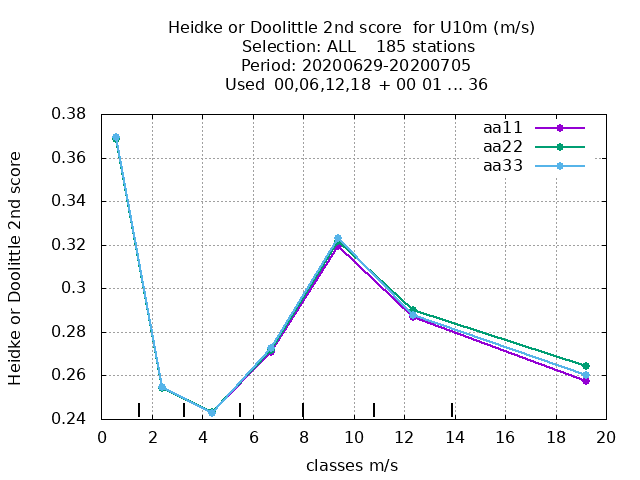 Heidke or Doolittle 2nd score  for U10m (m/s)
Selection: ALL    185 stations
Period: 20200629-20200705
Used  00,06,12,18 + 00 01 ... 36
aa11
aa22
aa33
Heidke or Doolittle 2nd score
0.38
0.36
0.34
0.32
0.3
0.28
0.26
0.24
0 2 4 6 8 10 12 14 16 18 20
classes m/s